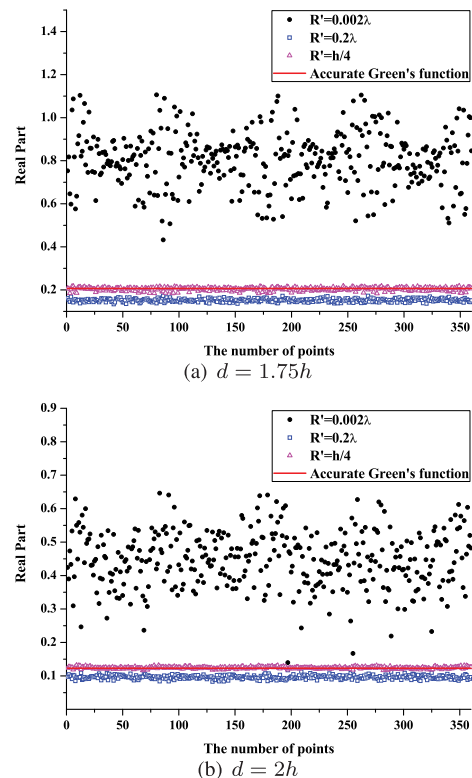 R'=0.002λ
R'=0.2λ
R'=h/4
Accurate Green's function
Real Part
1.4
1.2
1.0
0.8
0.6
0.4
0.2
0 50 100 150 200 250 300 350
The number of points
(a) d = 1.75h
R'=0.002λ
R'=0.2λ
R'=h/4
Accurate Green's function
Real Part
0.9
0.8
0.7
0.6
0.5
0.4
0.3
0.2
0.1
0 50 100 150 200 250 300 350
The number of points
(b) d = 2h